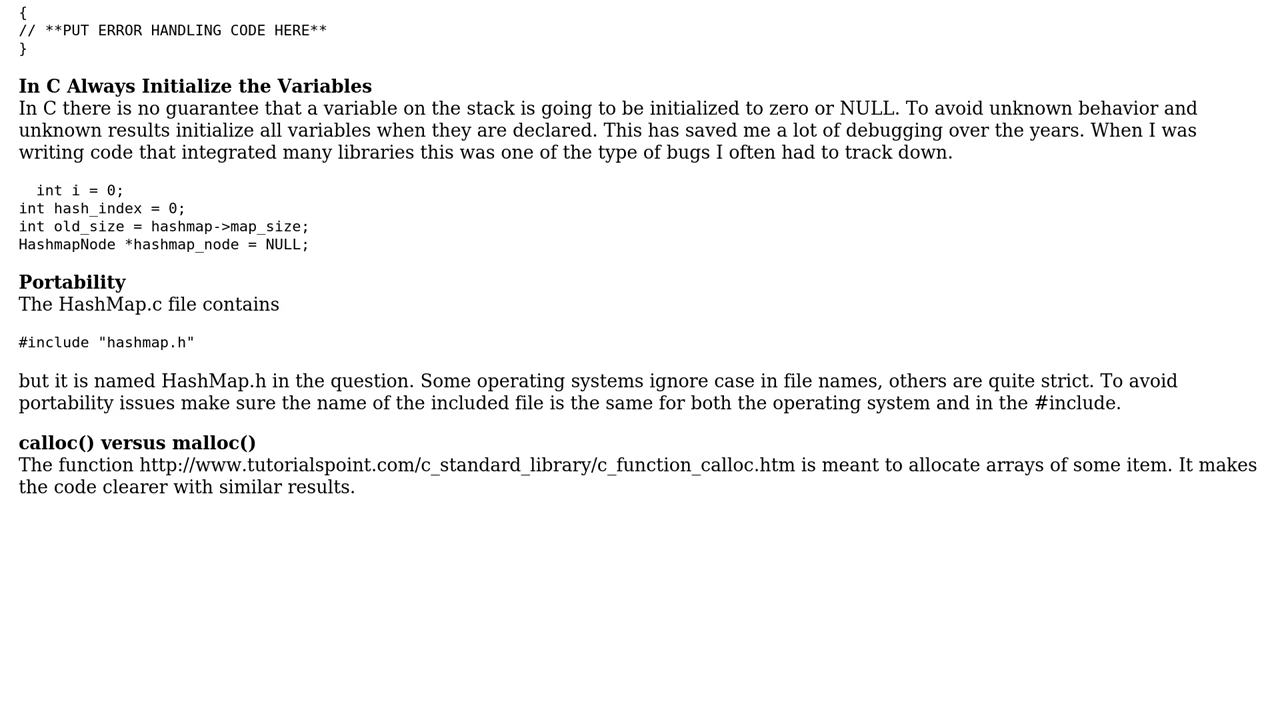 {
// **PUT ERROR HANDLING CODE HERE**
}
In C Always Initialize the Variables
In C there is no guarantee that a variable on the stack is going to be initialized to zero or NULL. To avoid unknown behavior and
unknown results initialize all variables when they are declared. This has saved me a lot of debugging over the years. When I was
writing code that integrated many libraries this was one of the type of bugs I often had to track down.
int i = 0;
int hash_index = 0;
int old_size = hashmap->map_size;
HashmapNode *hashmap_node = NULL;
Portability
The HashMap.c file contains
#include "hashmap.h"
but it is named HashMap.h in the question. Some operating systems ignore case in file names, others are quite strict. To avoid
portability issues make sure the name of the included file is the same for both the operating system and in the #include.
calloc() versus malloc()
The function http://www.tutorialspoint.com/c_standard_library/c_function_calloc.htm is meant to allocate arrays of some item. It makes
the code clearer with similar results.